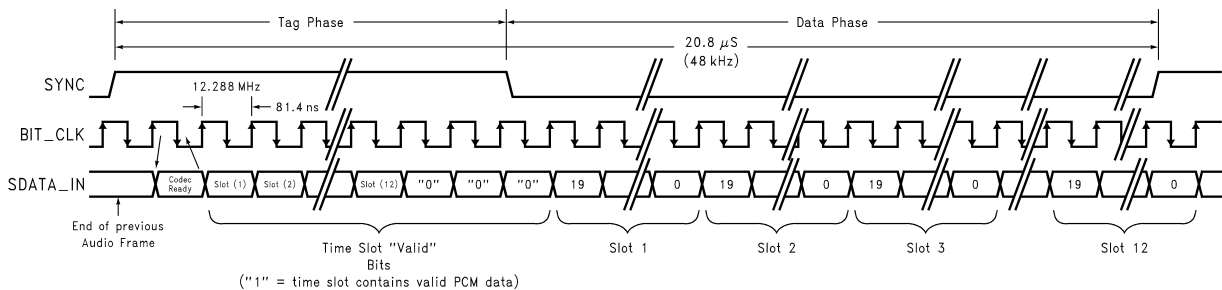 Tag Phase
Data Phase
20.8 μS
(48 kHz)
SYNC
12.288 MHz
81.4 ns
BIT_CLK
SDATA_IN
Codec
Ready
Slot (1)
Slot (2)
Slot (12)
"0"
"0"
"0"
19
0
19
0
19
0
19
0
End of previous
Audio Frame
Time Slot "Valid"
Bits
("1" = time slot contains valid PCM data)
Slot 1
Slot 2
Slot 3
Slot 12